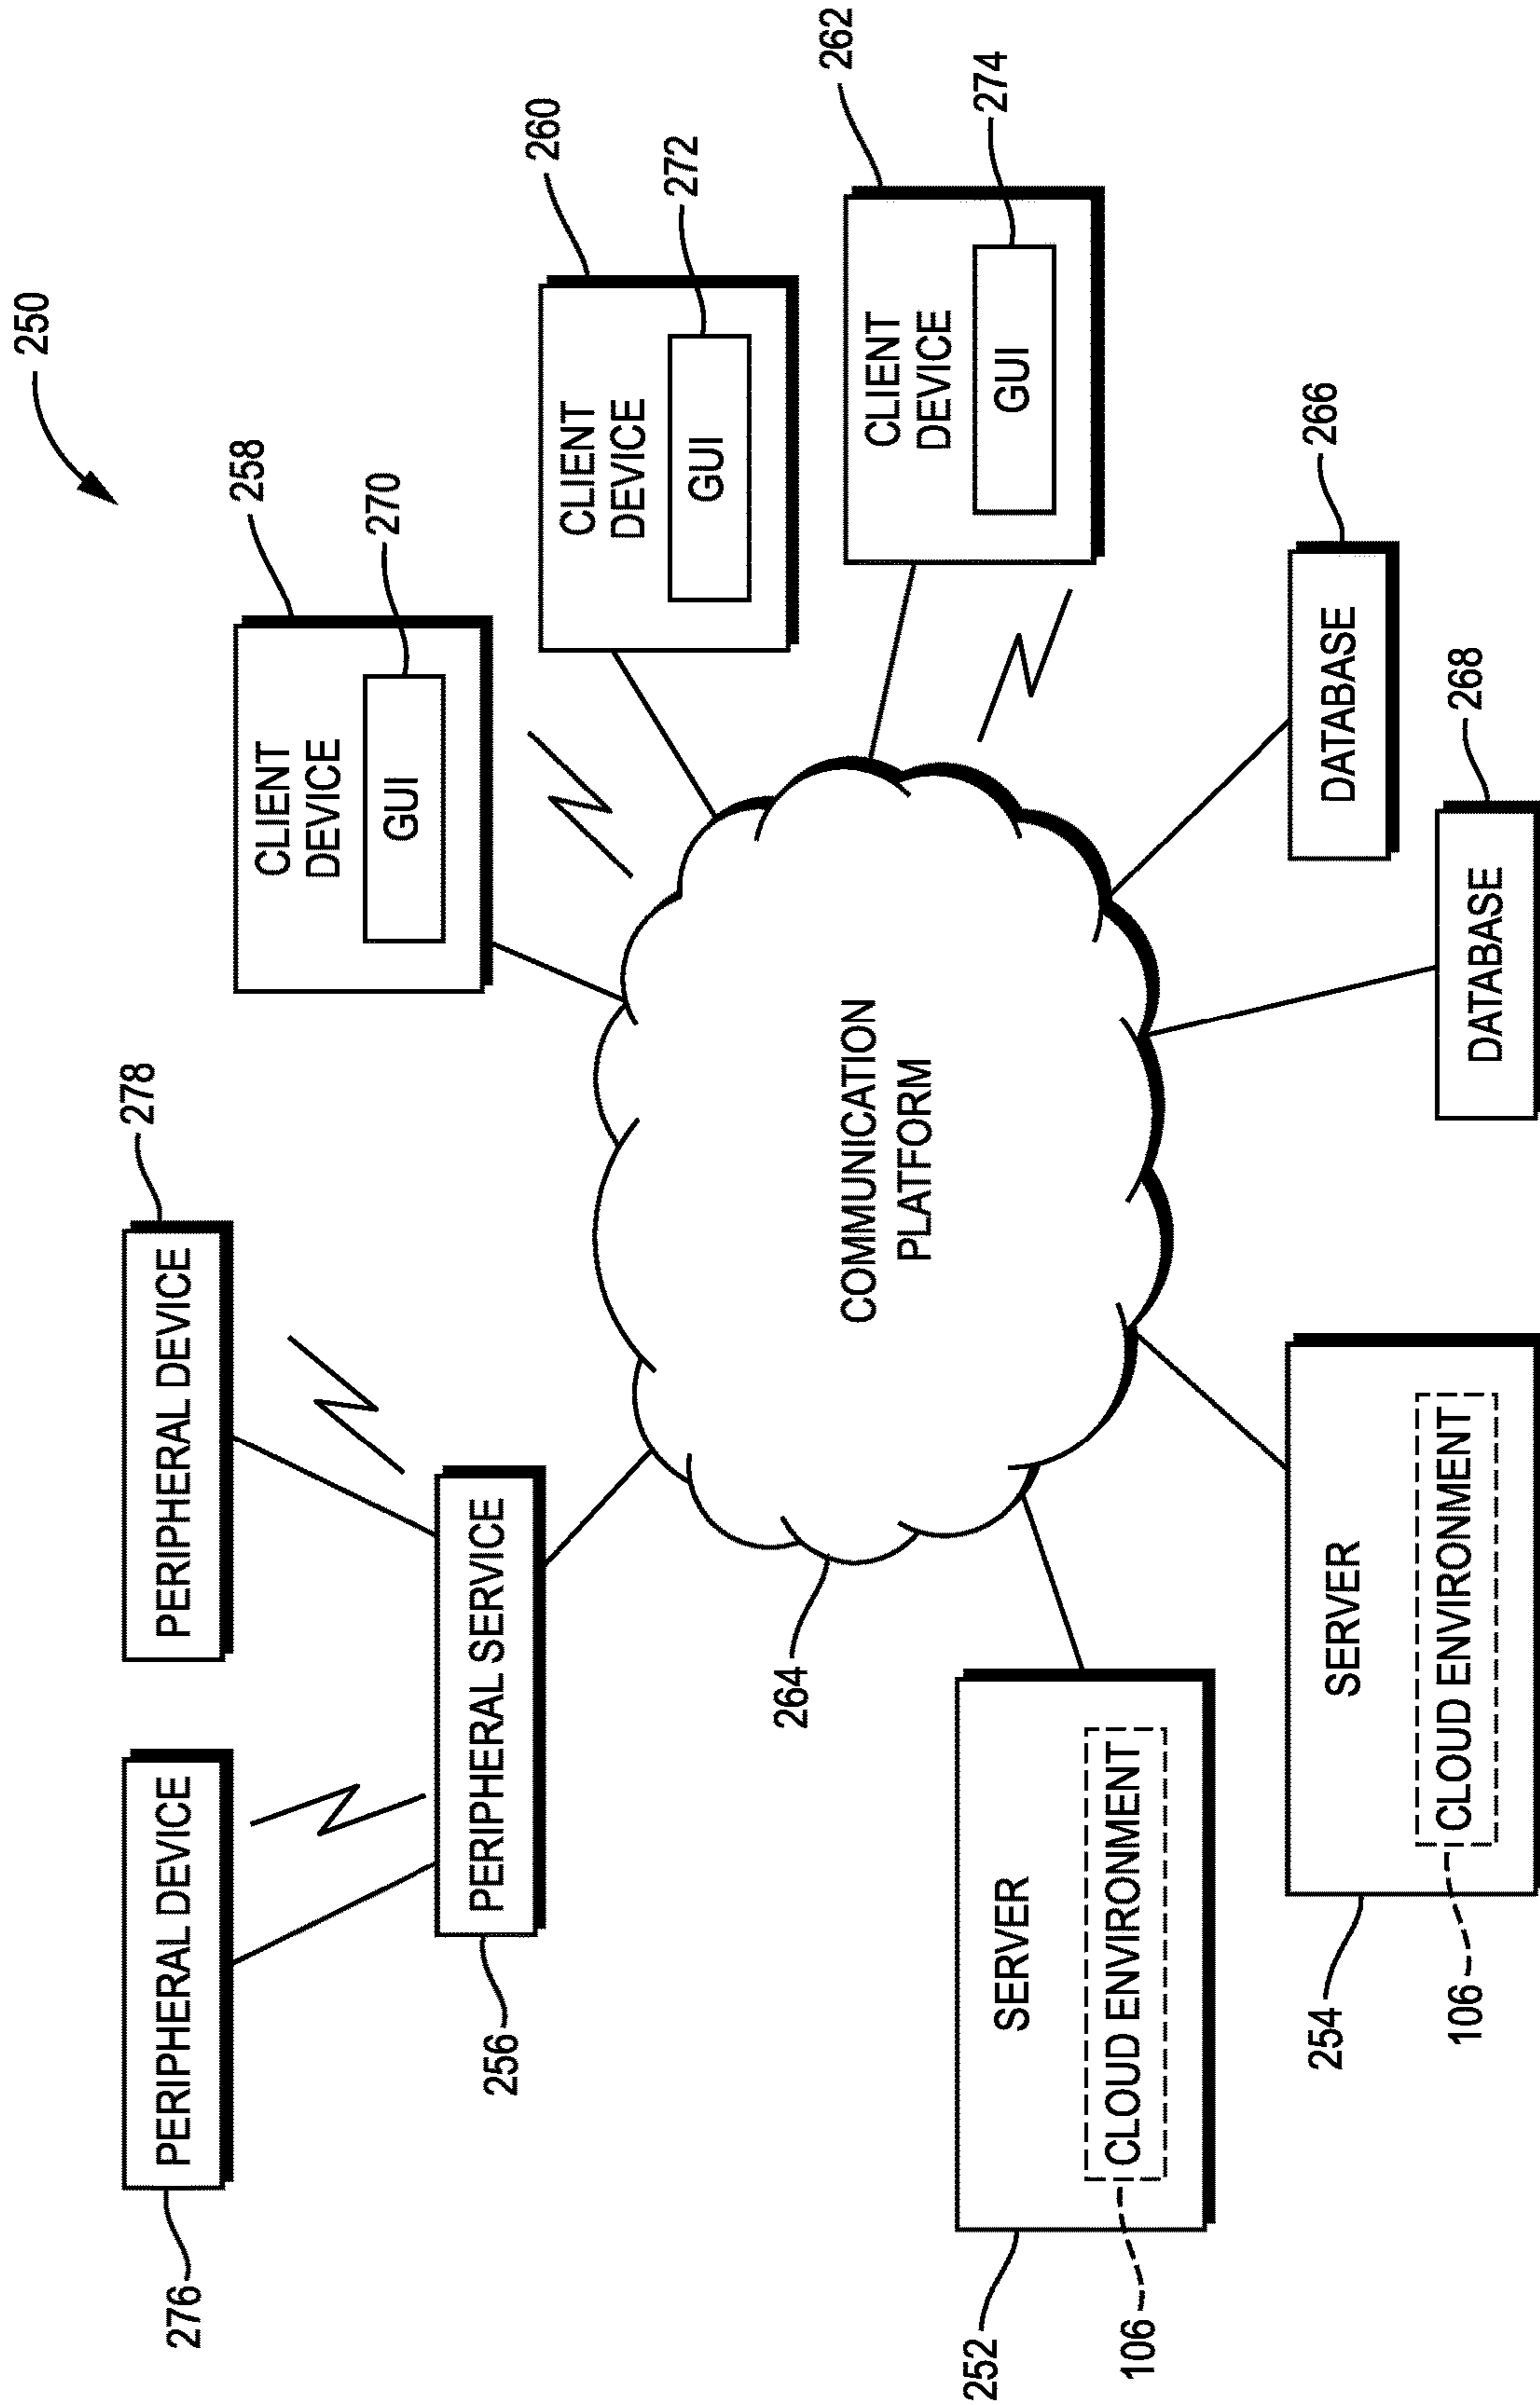 250
276
PERIPHERAL DEVICE
278
PERIPHERAL DEVICE
256
PERIPHERAL SERVICE
258
CLIENT
DEVICE
270
GUI
260
CLIENT
DEVICE
272
GUI
262
CLIENT
DEVICE
274
GUI
264
COMMUNICATION
PLATFORM
252
SERVER
106
CLOUD ENVIRONMENT
254
SERVER
106
CLOUD ENVIRONMENT
266
DATABASE
268
DATABASE